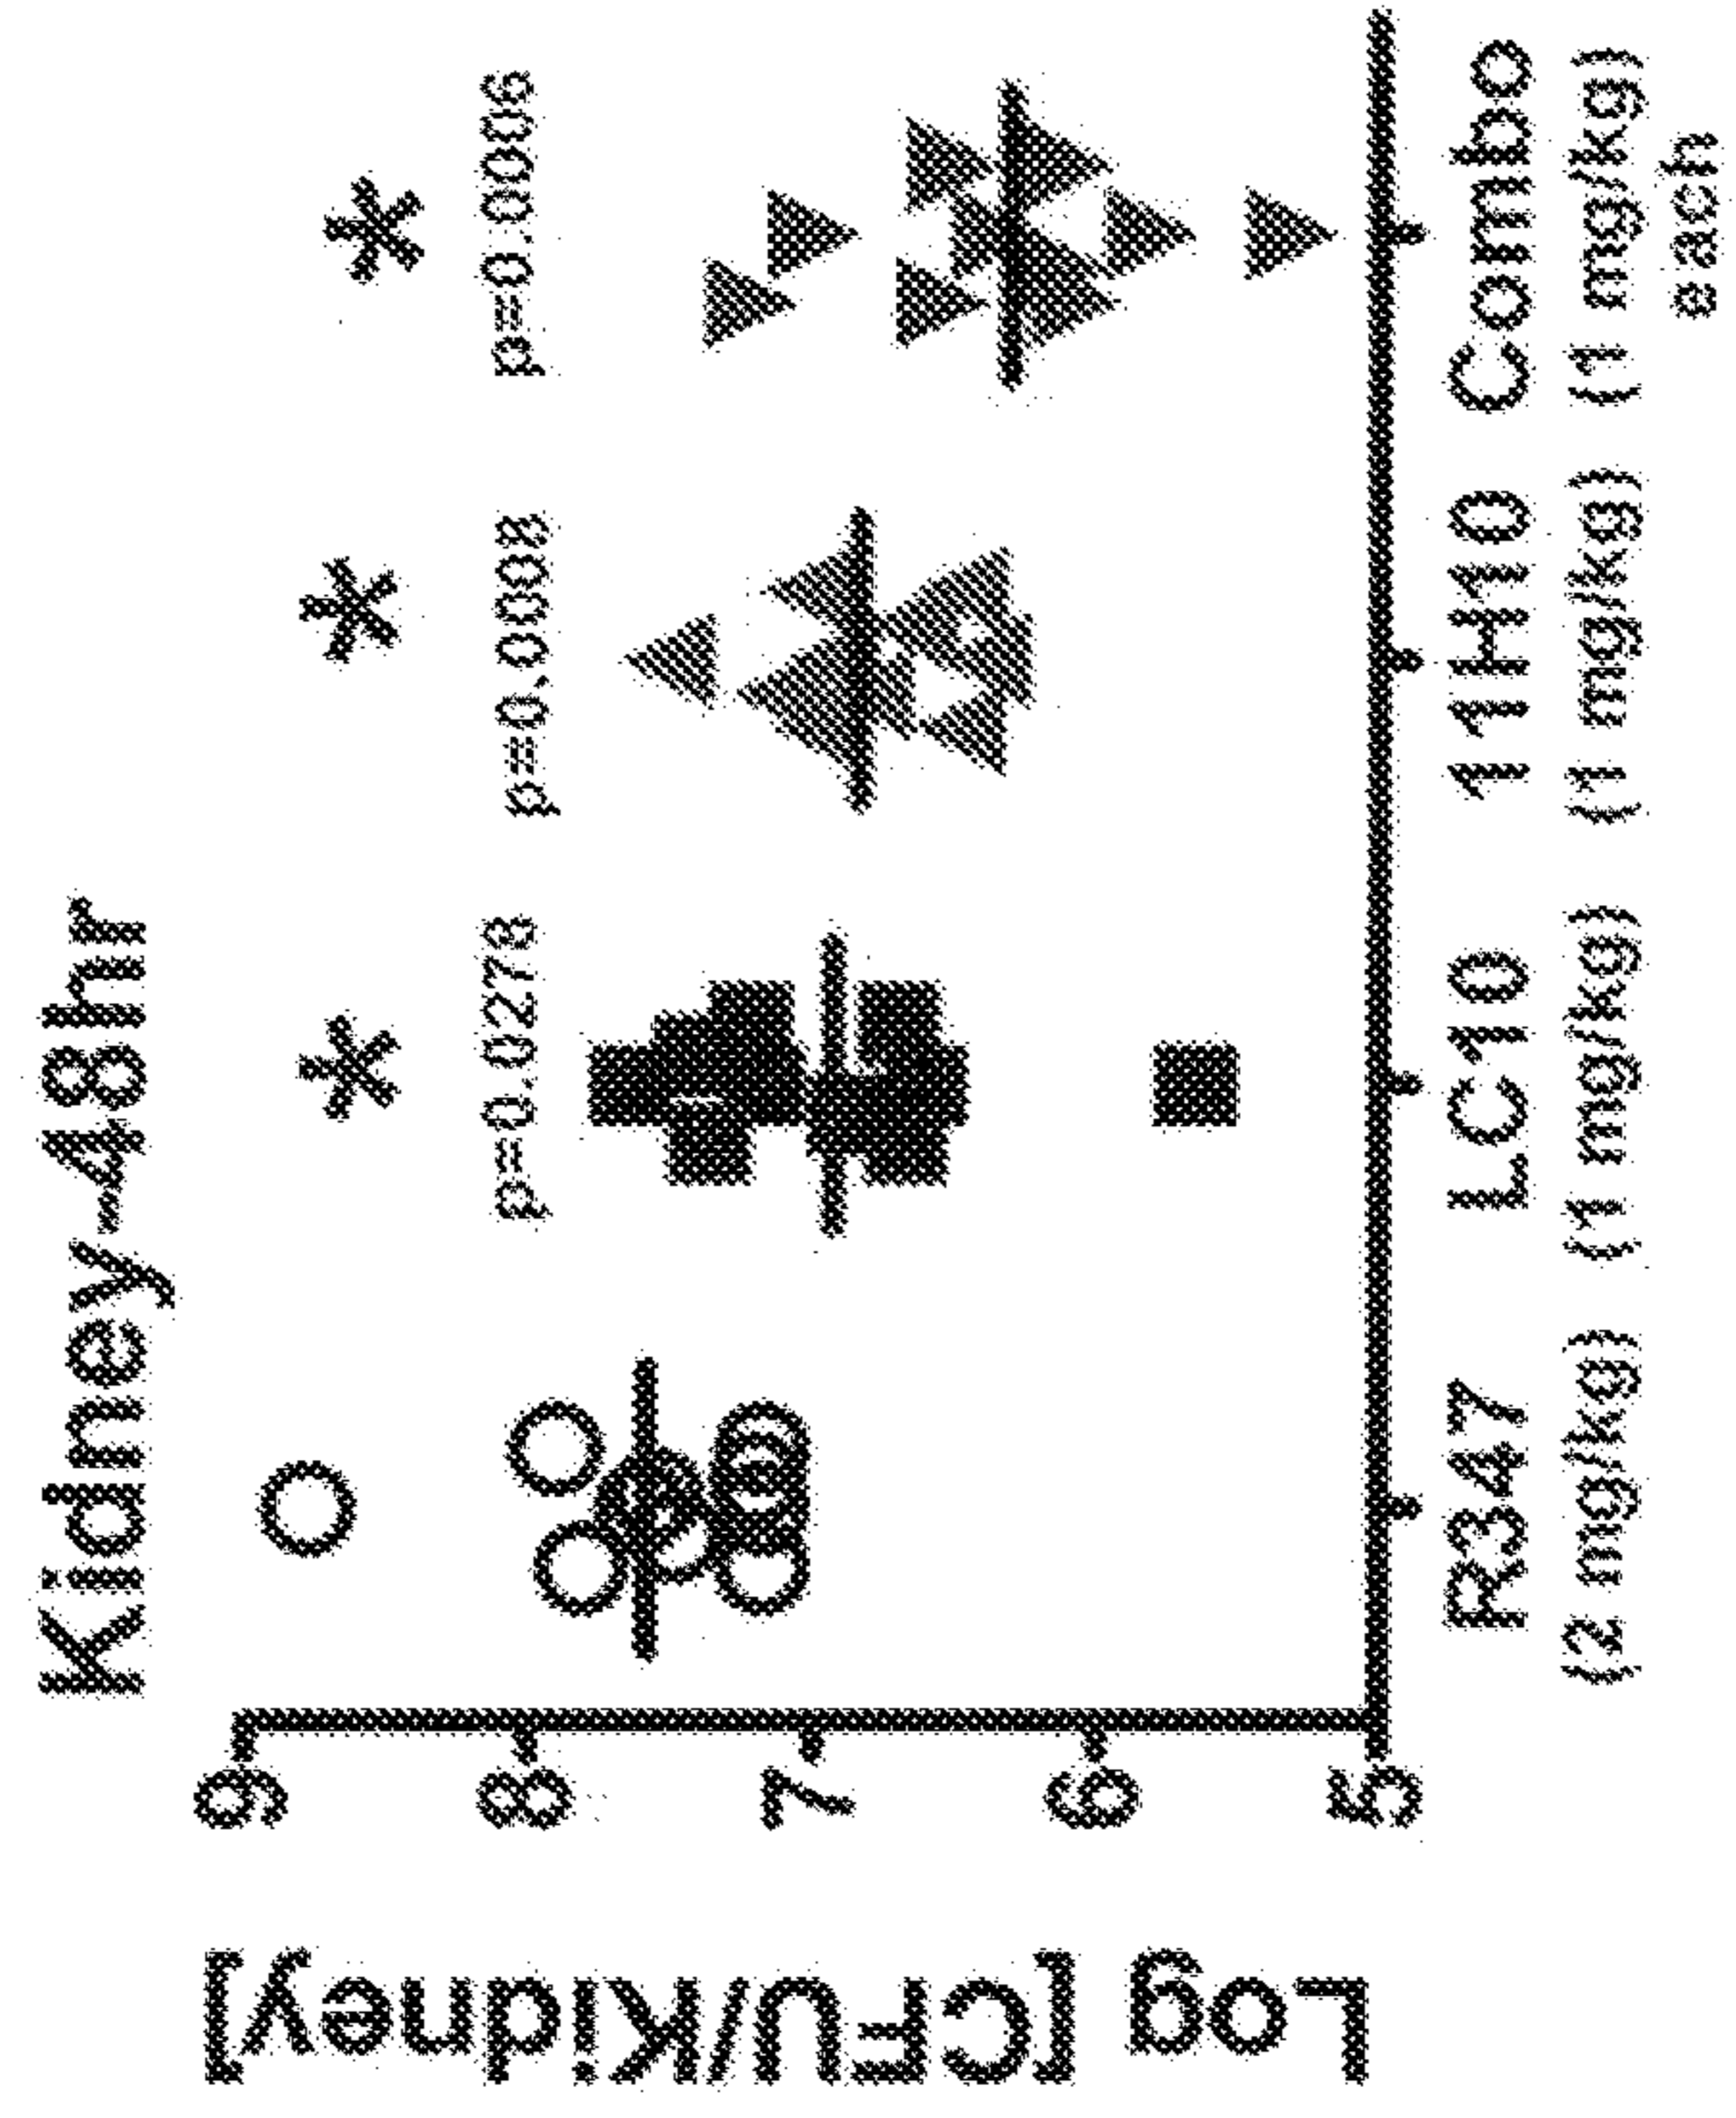 Kidney-48hr
* * *
p=0.0273 p=0.0008 p=0.0006
Log [CFU/Kidney]
9
8
7
6
5
R347 LC10 11H10 Combo
(2 mg/kg) (1 mg/kg) (1 mg/kg) (1 mg/kg)
each